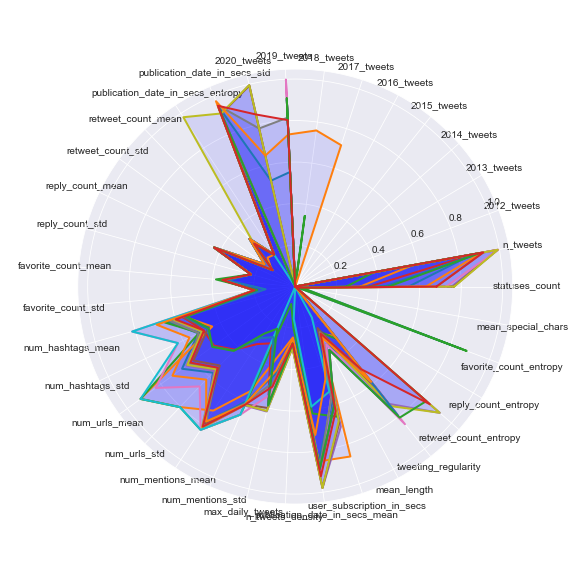 2019_tweets
2018_tweets
2020_tweets
2017_tweets
publication_date_in_secs_std
2016_tweets
publication_date_in_secs_entropy
2015_tweets
retweet_count_mean
2014_tweets
retweet_count_std
2013_tweets
reply_count_mean
1.0
2012_tweets
0.8
reply_count_std
0.6
n_tweets
0.4
favorite_count_mean
0.2
statuses_count
favorite_count_std
mean_special_chars
num_hashtags_mean
favorite_count_entropy
num_hashtags_std
reply_count_entropy
num_urls_mean
retweet_count_entropy
num_urls_std
tweeting_regularity
num_mentions_mean
mean_length
num_mentions_std
user_subscription_in_secs
max_daily_tweets
publication_date_in_secs_mean
n_tweets_density